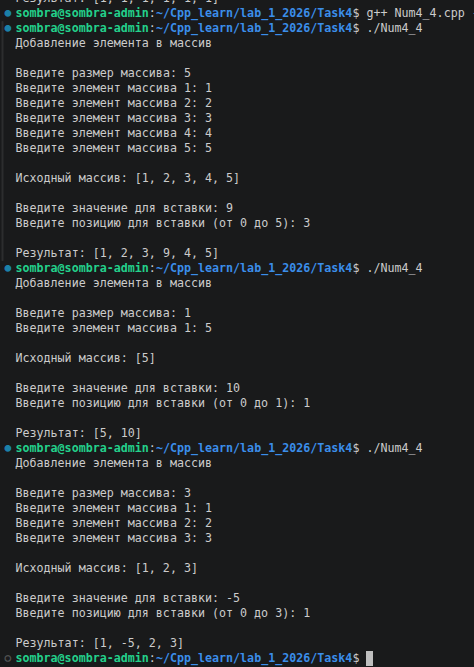 Результат: [1, 1, 1, 1, 1, 1]
sombra@sombra-admin:~/Cpp_learn/lab_1_2026/Task4$ g++ Num4_4.cpp
sombra@sombra-admin:~/Cpp_learn/lab_1_2026/Task4$ ./Num4_4
Добавление элемента в массив
Введите размер массива: 5
Введите элемент массива 1: 1
Введите элемент массива 2: 2
Введите элемент массива 3: 3
Введите элемент массива 4: 4
Введите элемент массива 5: 5
Исходный массив: [1, 2, 3, 4, 5]
Введите значение для вставки: 9
Введите позицию для вставки (от 0 до 5): 3
Результат: [1, 2, 3, 9, 4, 5]
sombra@sombra-admin:~/Cpp_learn/lab_1_2026/Task4$ ./Num4_4
Добавление элемента в массив
Введите размер массива: 1
Введите элемент массива 1: 5
Исходный массив: [5]
Введите значение для вставки: 10
Введите позицию для вставки (от 0 до 1): 1
Результат: [5, 10]
sombra@sombra-admin:~/Cpp_learn/lab_1_2026/Task4$ ./Num4_4
Добавление элемента в массив
Введите размер массива: 3
Введите элемент массива 1: 1
Введите элемент массива 2: 2
Введите элемент массива 3: 3
Исходный массив: [1, 2, 3]
Введите значение для вставки: -5
Введите позицию для вставки (от 0 до 3): 1
Результат: [1, -5, 2, 3]
sombra@sombra-admin:~/Cpp_learn/lab_1_2026/Task4$